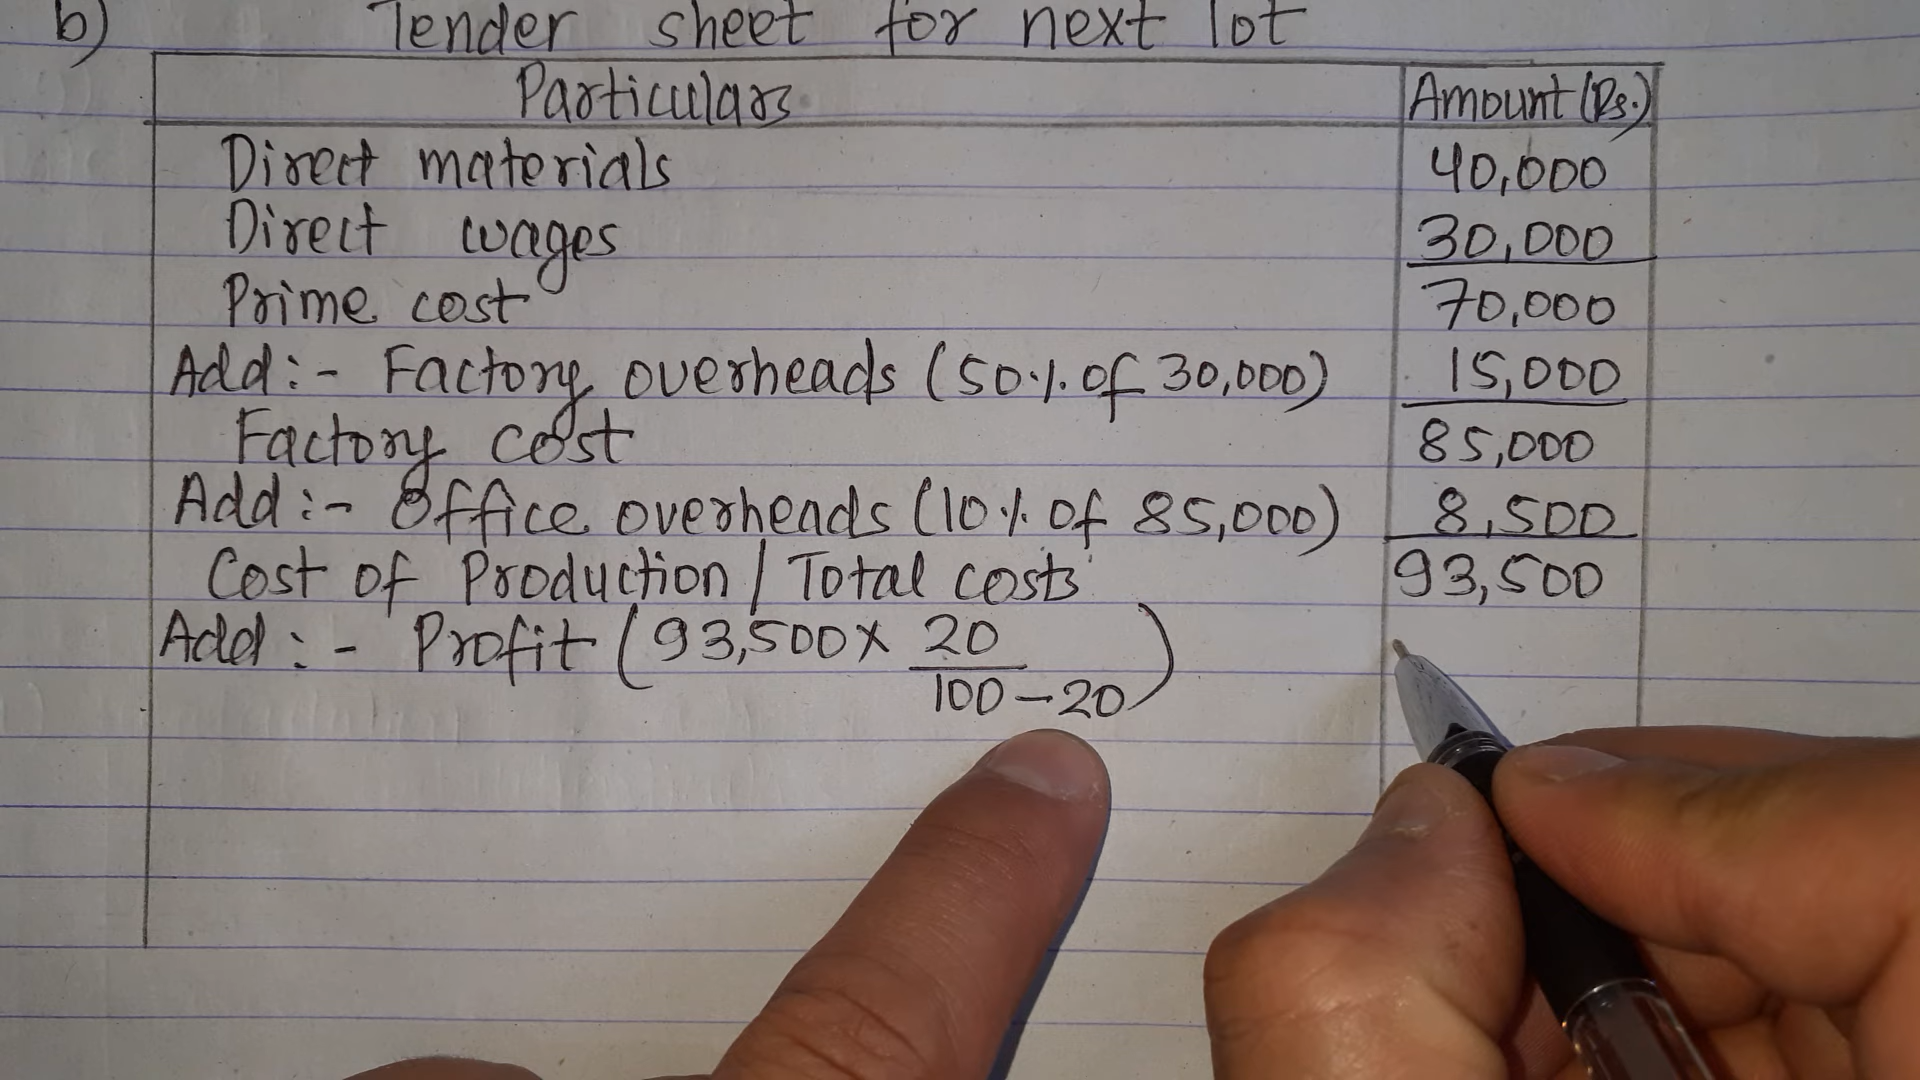 b) Tender sheet for next lot
Particulars Amount (Rs.)
Direct materials 40,000
Direct wages 30,000
Prime cost 70,000
Add:- Factory overheads (50% of 30,000) 15,000
Factory cost 85,000
Add:- Office overheads (10% of 85,000) 8,500
Cost of Production / Total costs 93,500
Add:- Profit (93,500 × 20
100 - 20)